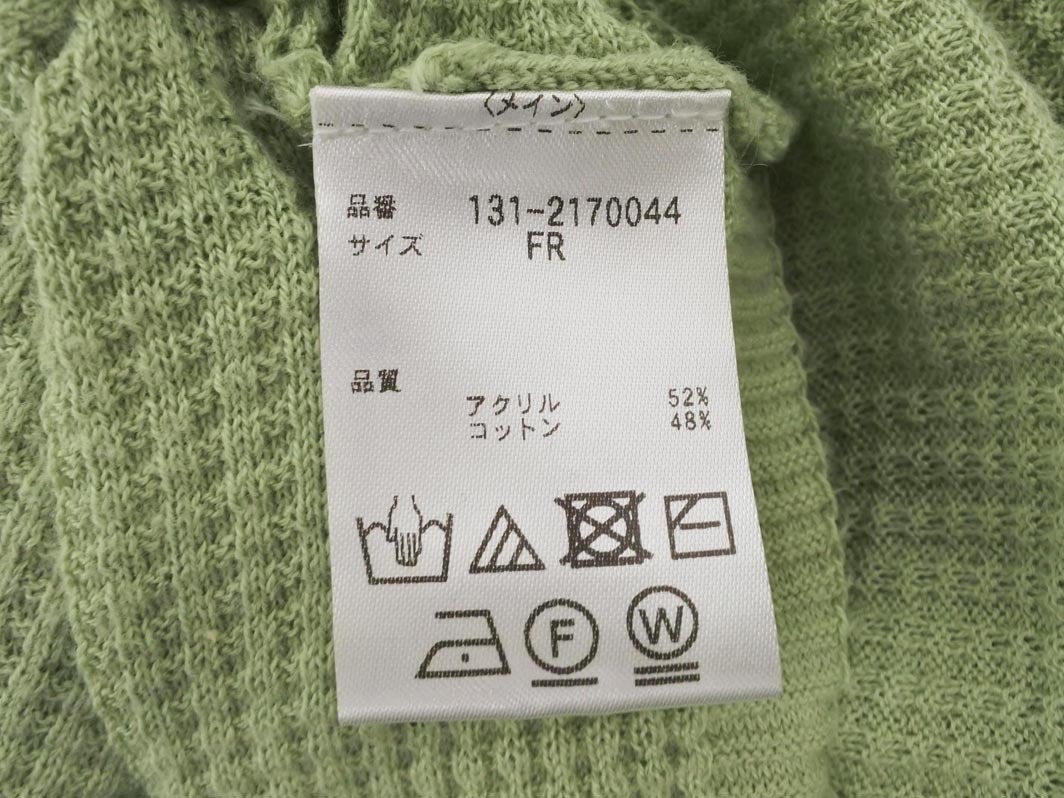 〈メイン〉
品番 131-2170044
サイズ FR
品質
アクリル 52%
コットン 48%
F W